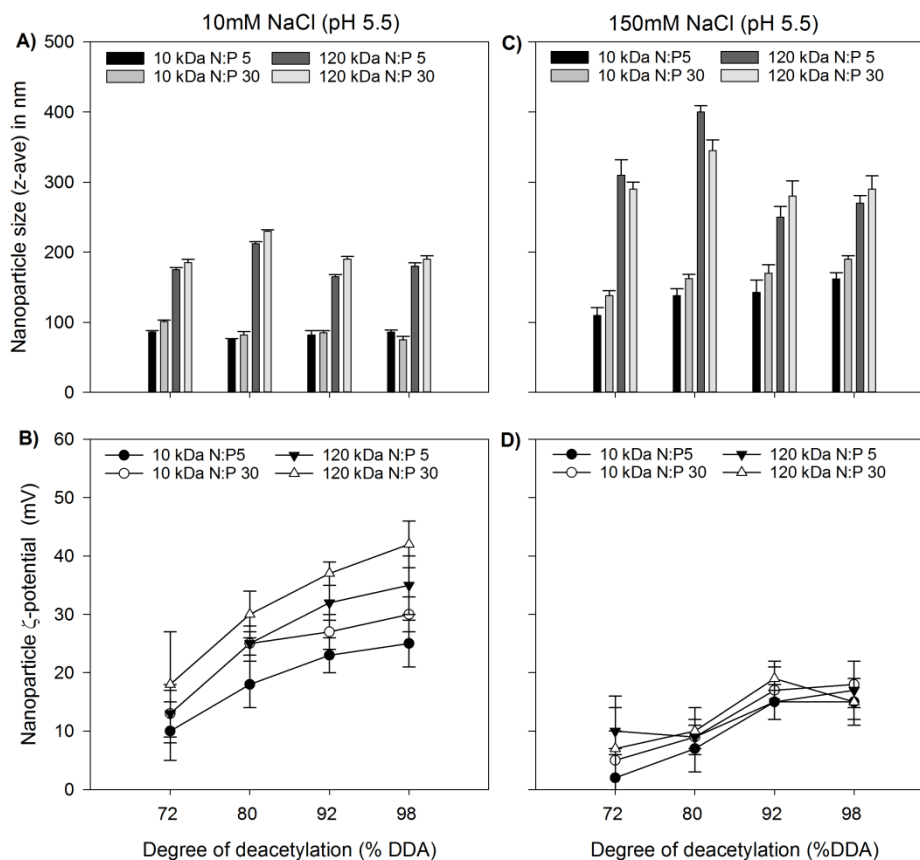 10mM NaCl (pH 5.5)
150mM NaCl (pH 5.5)
A)
500
400
300
200
100
0
Nanoparticle size (z-ave) in nm
10 kDa N:P 5
10 kDa N:P 30
120 kDa N:P 5
120 kDa N:P 30
C)
10 kDa N:P5
10 kDa N:P 30
120 kDa N:P 5
120 kDa N:P 30
B)
60
50
40
30
20
10
0
Nanoparticle ζ-potential (mV)
10 kDa N:P5
10 kDa N:P 30
120 kDa N:P 5
120 kDa N:P 30
72
80
92
98
Degree of deacetylation (% DDA)
D)
10 kDa N:P5
10 kDa N:P 30
120 kDa N:P 5
120 kDa N:P 30
72
80
92
98
Degree of deacetylation (%DDA)